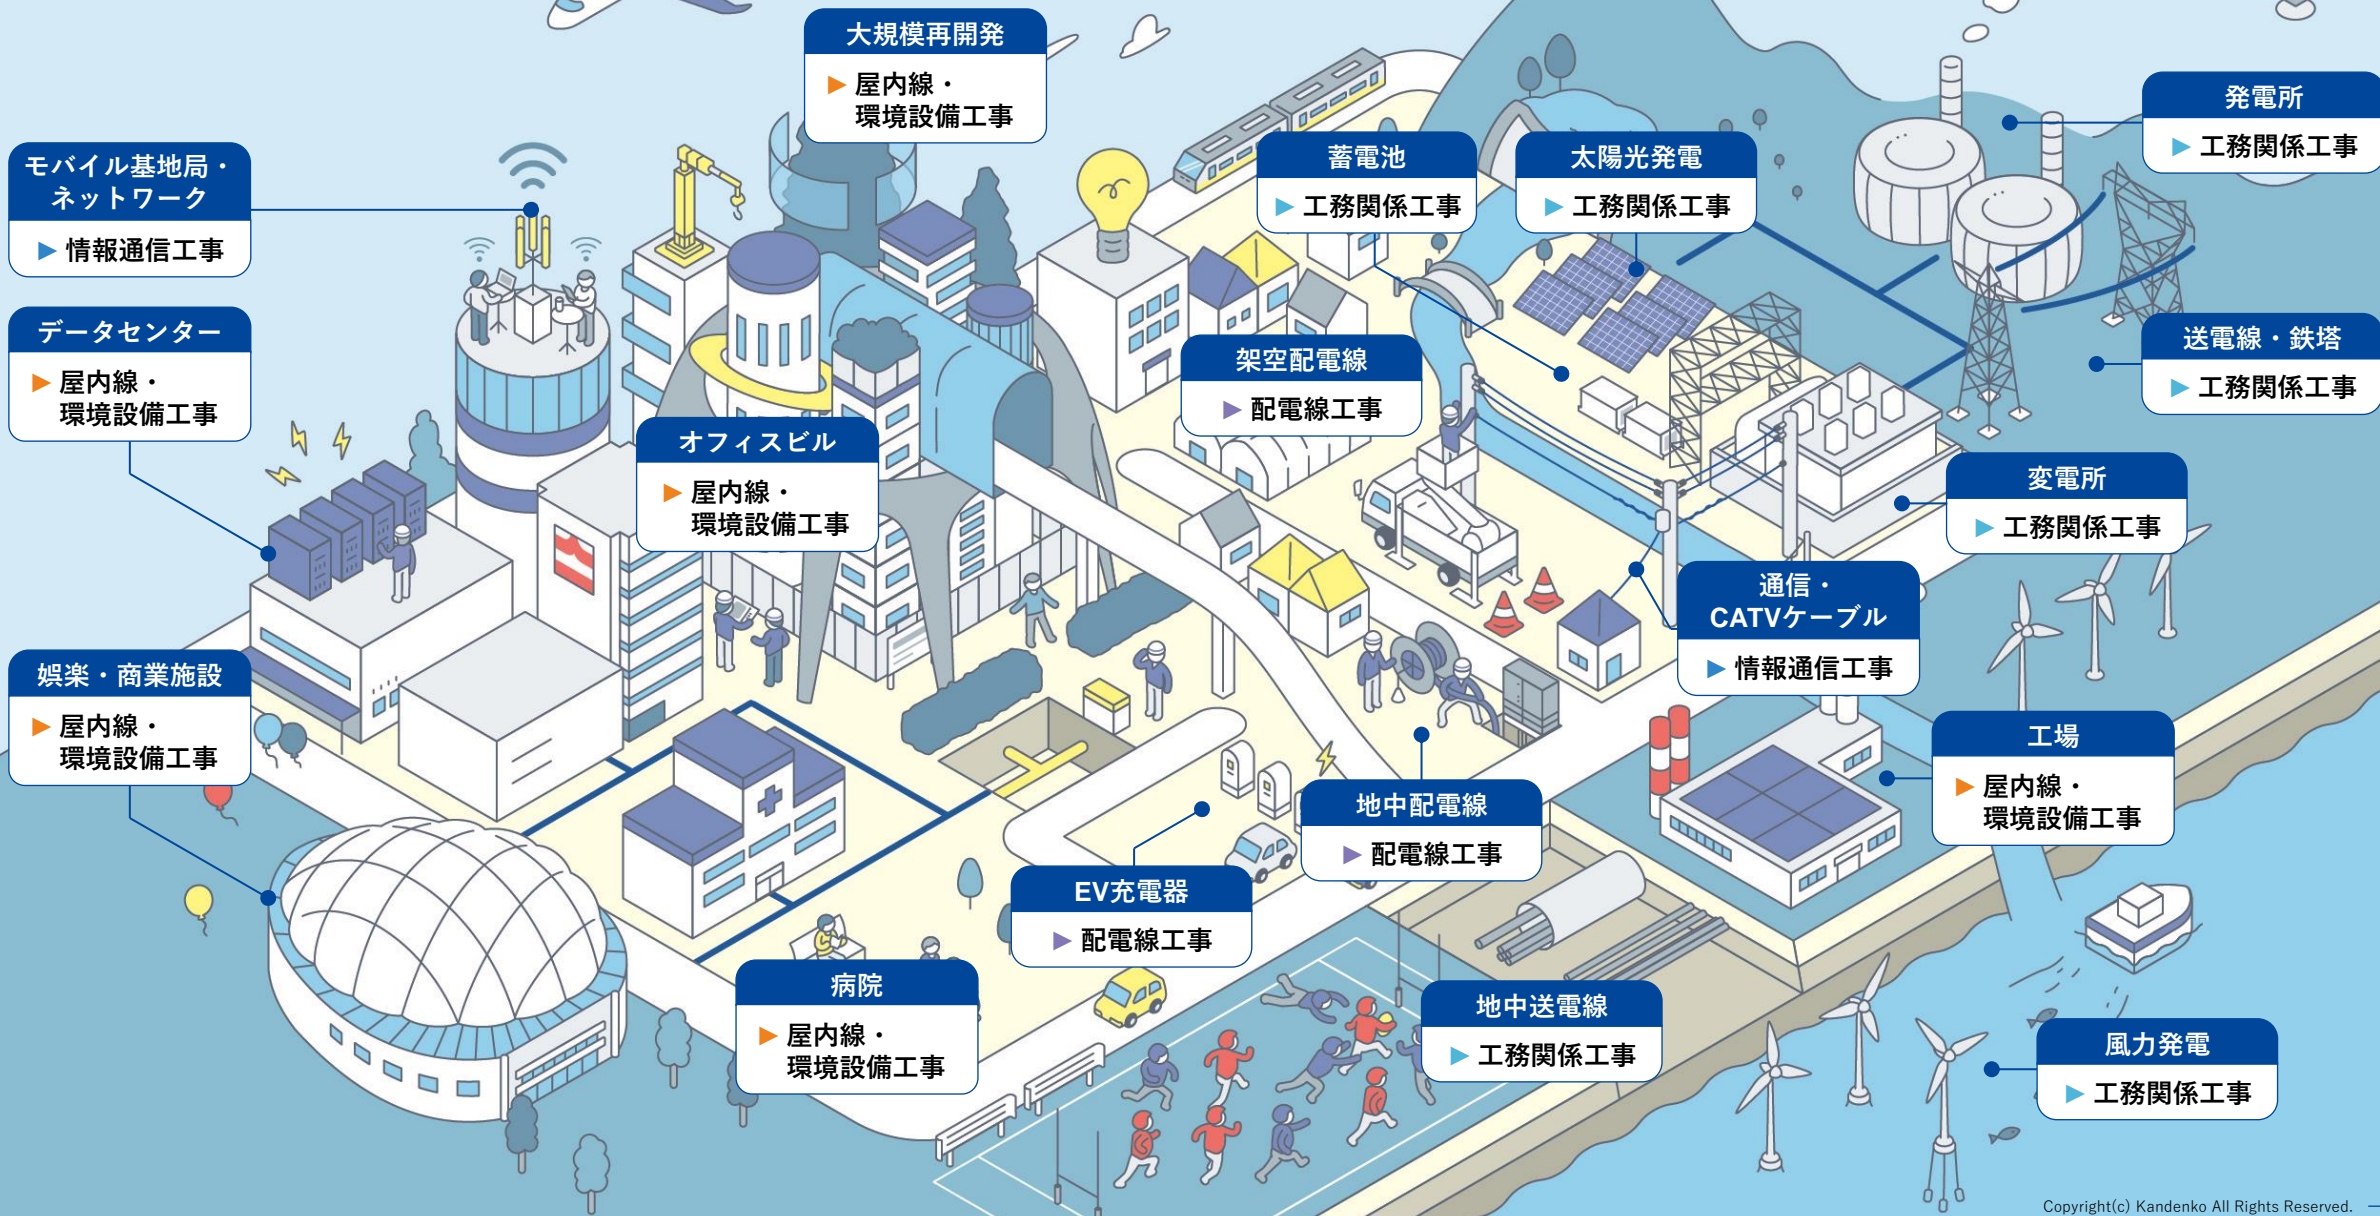 大規模再開発
▶ 屋内線・
環境設備工事
発電所
▶ 工務関係工事
モバイル基地局・
ネットワーク
▶ 情報通信工事
蓄電池
▶ 工務関係工事
太陽光発電
▶ 工務関係工事
データセンター
▶ 屋内線・
環境設備工事
架空配電線
▶ 配電線工事
送電線・鉄塔
▶ 工務関係工事
オフィスビル
▶ 屋内線・
環境設備工事
変電所
▶ 工務関係工事
通信・
CATVケーブル
▶ 情報通信工事
娯楽・商業施設
▶ 屋内線・
環境設備工事
工場
▶ 屋内線・
環境設備工事
地中配電線
▶ 配電線工事
EV充電器
▶ 配電線工事
病院
▶ 屋内線・
環境設備工事
地中送電線
▶ 工務関係工事
風力発電
▶ 工務関係工事
Copyright(c) Kandenko All Rights Reserved.